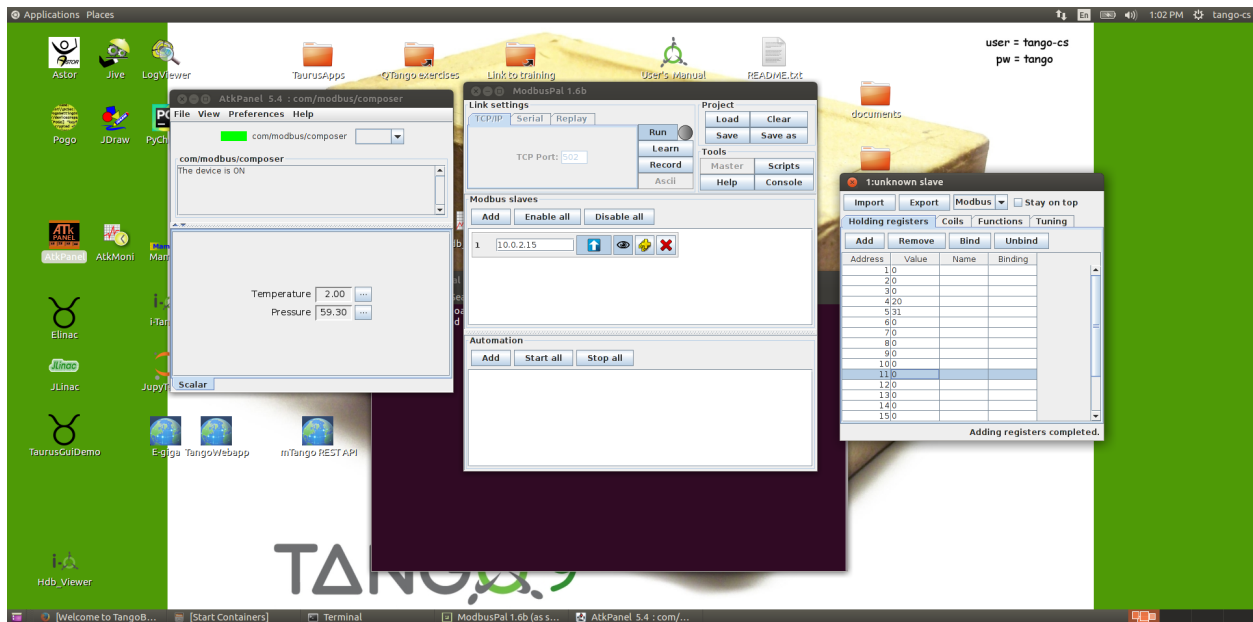 Applications Places
En
1:02 PM
tango-cs
user = tango-cs
pw = tango
Astor
Jive
LogViewer
TaurusApps
QTango exercises
Link to training
User's Manual
README.txt
documents
Pogo
JDraw
PyCh
AtkPanel
AtkMoni
Man
Elinac
i-Tan
JLinac
JupyT
TaurusGuiDemo
E-giga
TangoWebapp
mTango REST API
Hdb_Viewer
AtkPanel 5.4 : com/modbus/composer
File View Preferences Help
com/modbus/composer
com/modbus/composer
The device is ON
Temperature 2.00 ...
Pressure 59.30 ...
Scalar
ModbusPal 1.6b
Link settings
TCP/IP Serial Replay
TCP Port: 502
Run
Learn
Record
Ascii
Project
Load Clear
Save Save as
Tools
Master Scripts
Help Console
Modbus slaves
Add Enable all Disable all
1 10.0.2.15
Automation
Add Start all Stop all
1:unknown slave
Import Export Modbus Stay on top
Holding registers Coils Functions Tuning
Add Remove Bind Unbind
Address Value Name Binding
1 0
2 0
3 0
4 20
5 31
6 0
7 0
8 0
9 0
10 0
11 0
12 0
13 0
14 0
15 0
Adding registers completed.
TANGO 9
[Welcome to TangoB...
[Start Containers]
Terminal
ModbusPal 1.6b (as s...
AtkPanel 5.4 : com/...